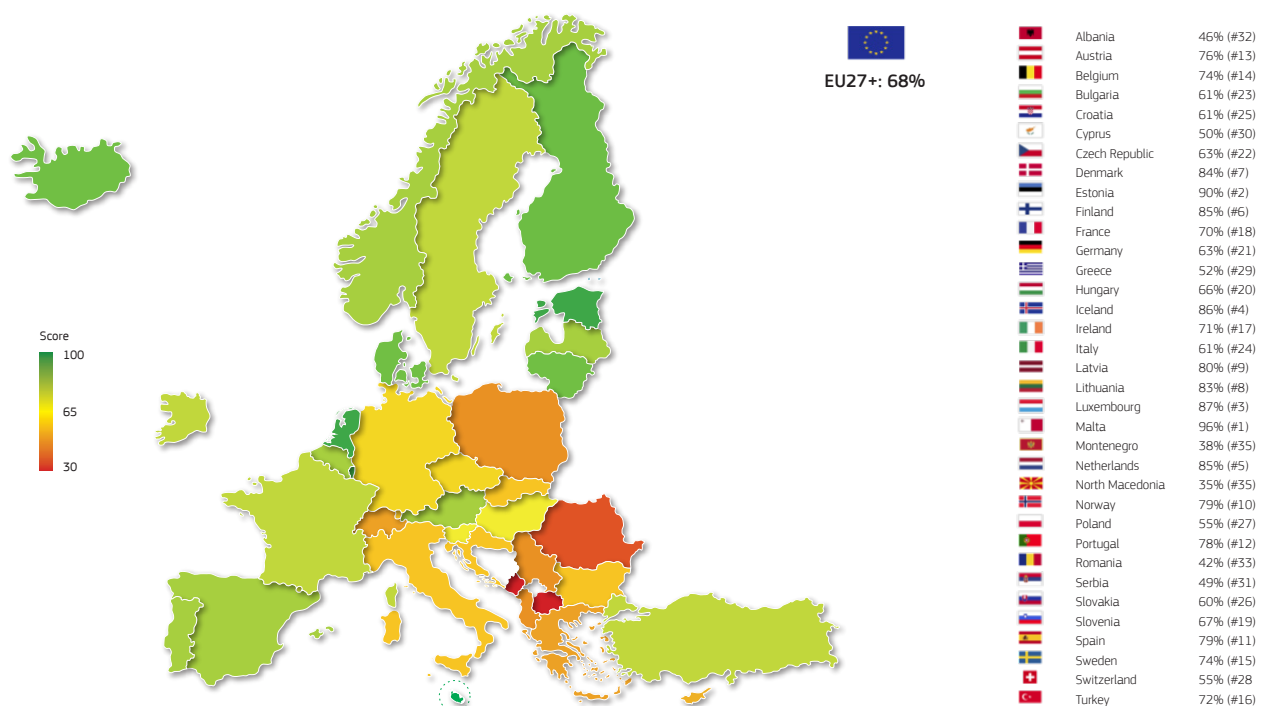 EU27+: 68%
Score
100
65
30
Albania 46% (#32)
Austria 76% (#13)
Belgium 74% (#14)
Bulgaria 61% (#23)
Croatia 61% (#25)
Cyprus 50% (#30)
Czech Republic 63% (#22)
Denmark 84% (#7)
Estonia 90% (#2)
Finland 85% (#6)
France 70% (#18)
Germany 63% (#21)
Greece 52% (#29)
Hungary 66% (#20)
Iceland 86% (#4)
Ireland 71% (#17)
Italy 61% (#24)
Latvia 80% (#9)
Lithuania 83% (#8)
Luxembourg 87% (#3)
Malta 96% (#1)
Montenegro 38% (#35)
Netherlands 85% (#5)
North Macedonia 35% (#35)
Norway 79% (#10)
Poland 55% (#27)
Portugal 78% (#12)
Romania 42% (#33)
Serbia 49% (#31)
Slovakia 60% (#26)
Slovenia 67% (#19)
Spain 79% (#11)
Sweden 74% (#15)
Switzerland 55% (#28
Turkey 72% (#16)